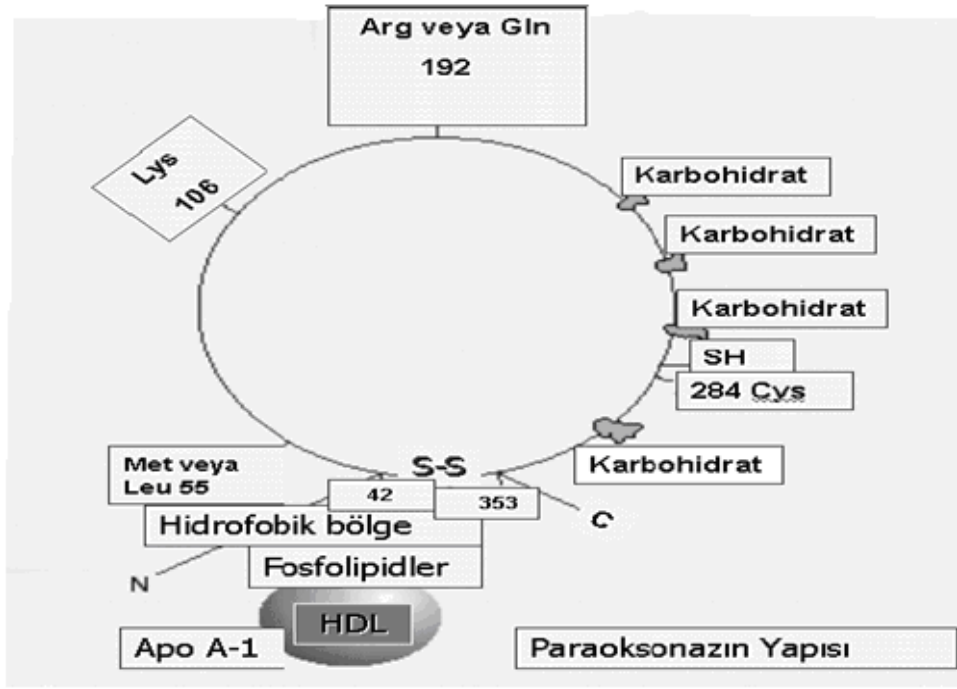 Arg veya Gln
192
Lys
106
Karbohidrat
Karbohidrat
Karbohidrat
SH
284 Cys
Karbohidrat
Met veya
Leu 55
S-S
42
353
C
Hidrofobik bölge
N
Fosfolipidler
HDL
Apo A-1
Paraoksonazın Yapısı